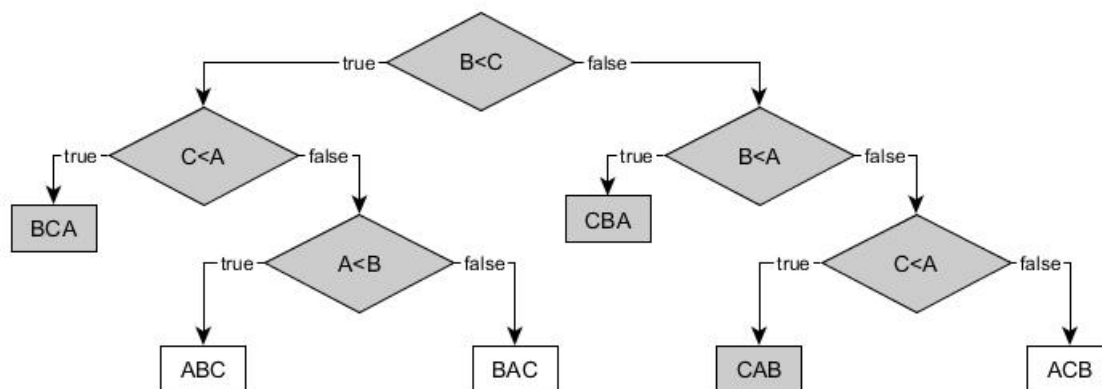 B<C
true
false
C<A
B<A
true
false
true
false
BCA
CBA
A<B
C<A
true
false
true
false
ABC
BAC
CAB
ACB